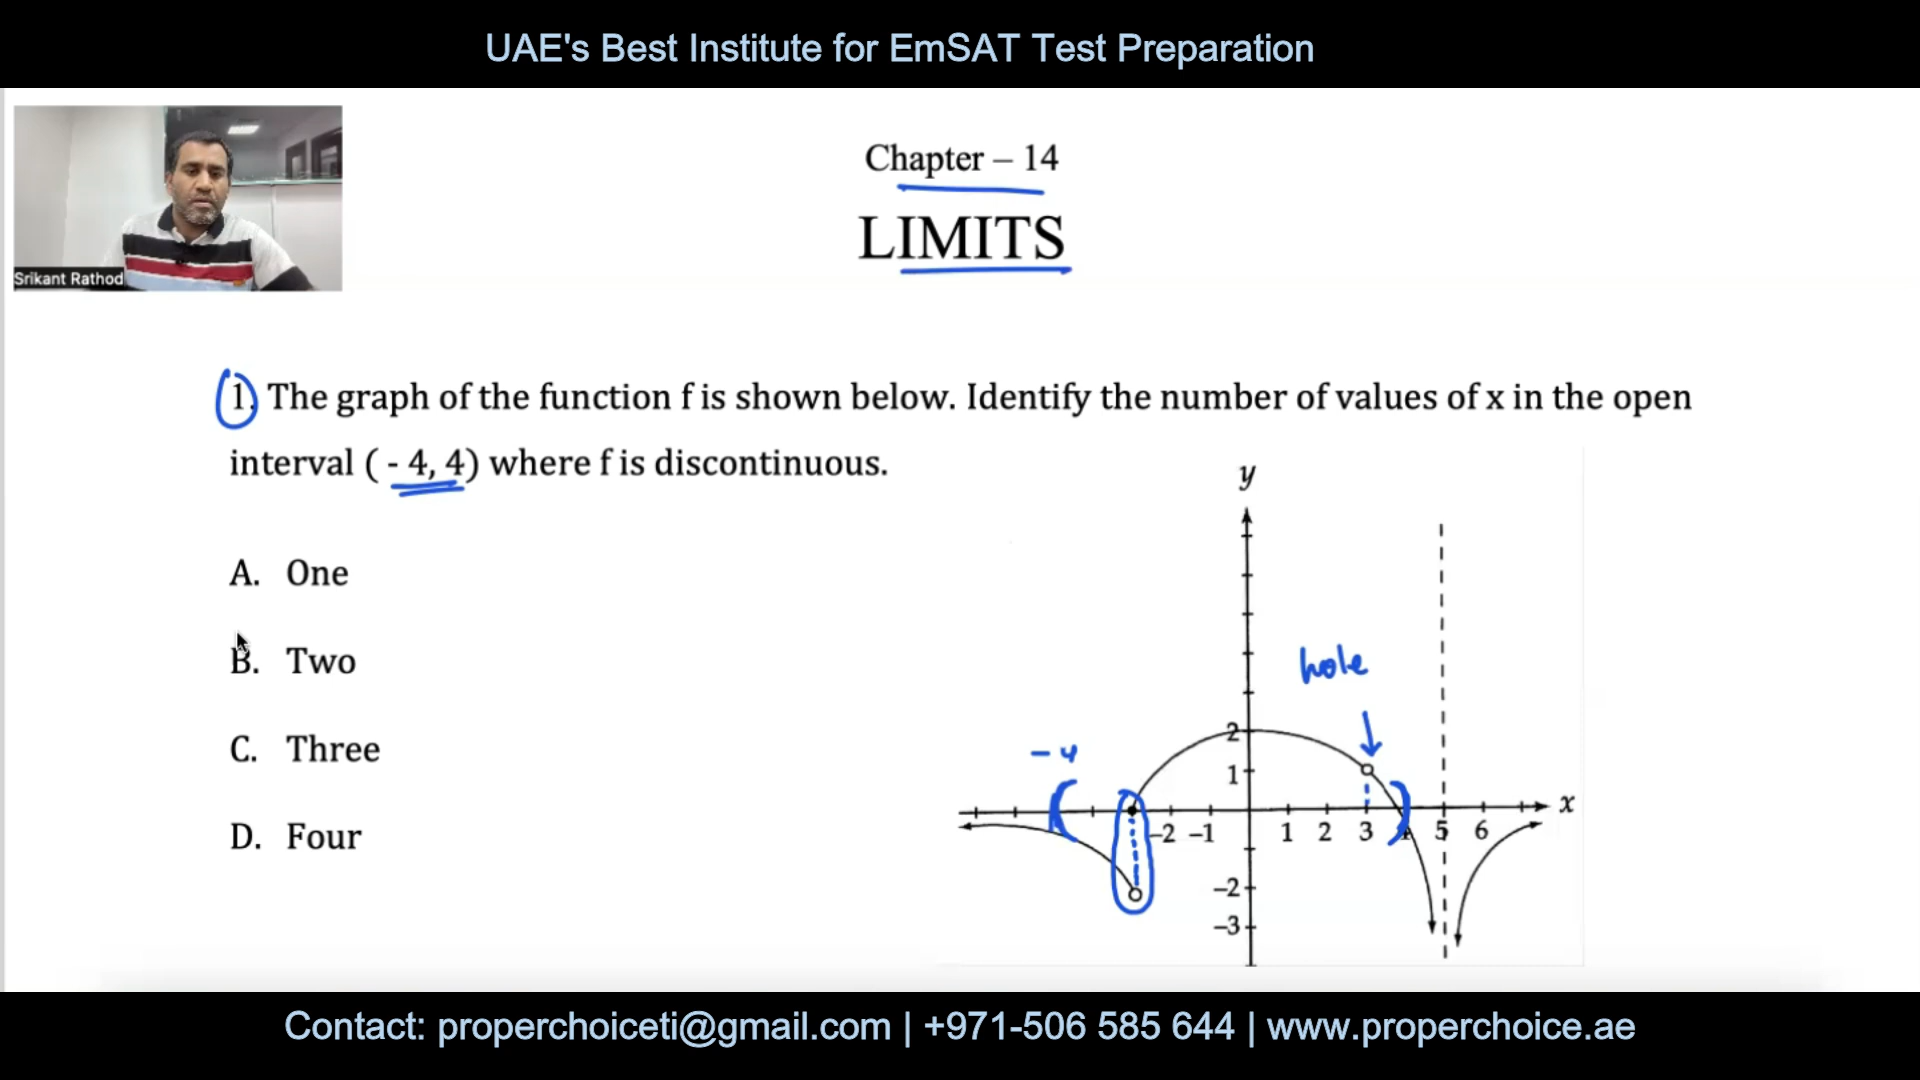 UAE's Best Institute for EmSAT Test Preparation
Srikant Rathod
Chapter – 14
LIMITS
1. The graph of the function f is shown below. Identify the number of values of x in the open
interval ( - 4, 4) where f is discontinuous.
A. One
B. Two
C. Three
D. Four
y
hole
2
-4
1
x
-2 -1 1 2 3 4 5 6
-2
-3
Contact: properchoiceti@gmail.com | +971-506 585 644 | www.properchoice.ae